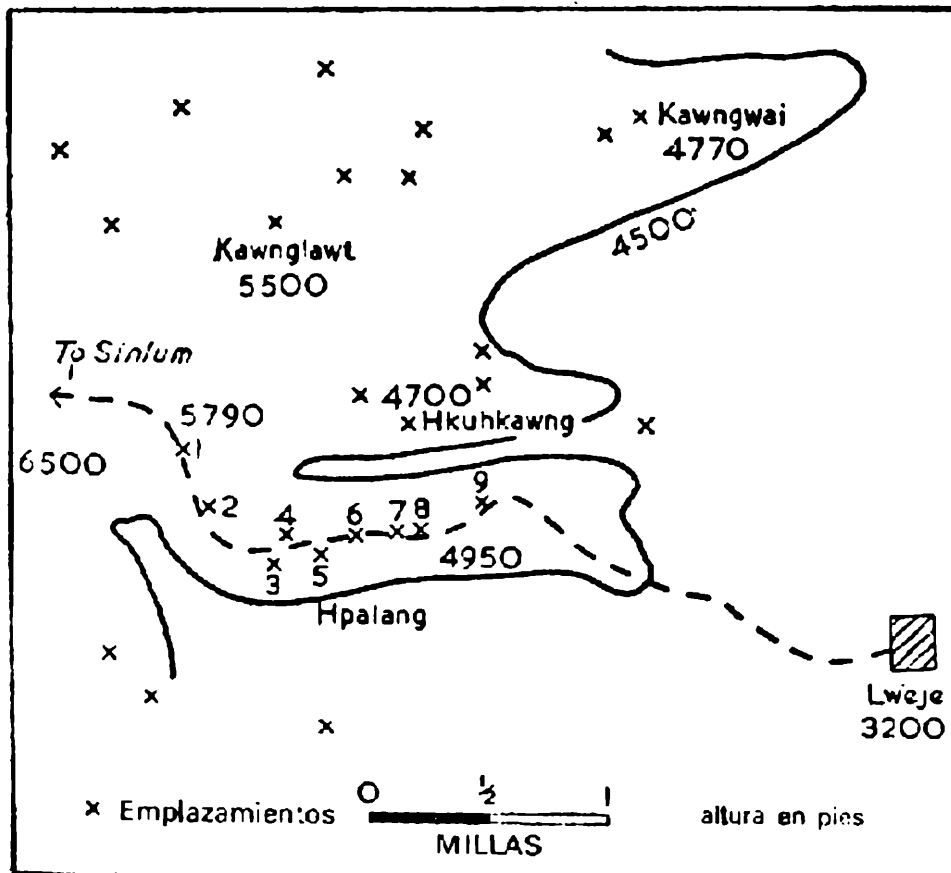 Kawngwai
4770
4500
Kawnglawt
5500
To Sinlum
5790
4700
Hkuhkawng
1
6500
2
9
4
6
7
8
3
5
4950
Hpalang
Lweje
3200
x Emplazamientos
0
½
1
MILLAS
altura en pies